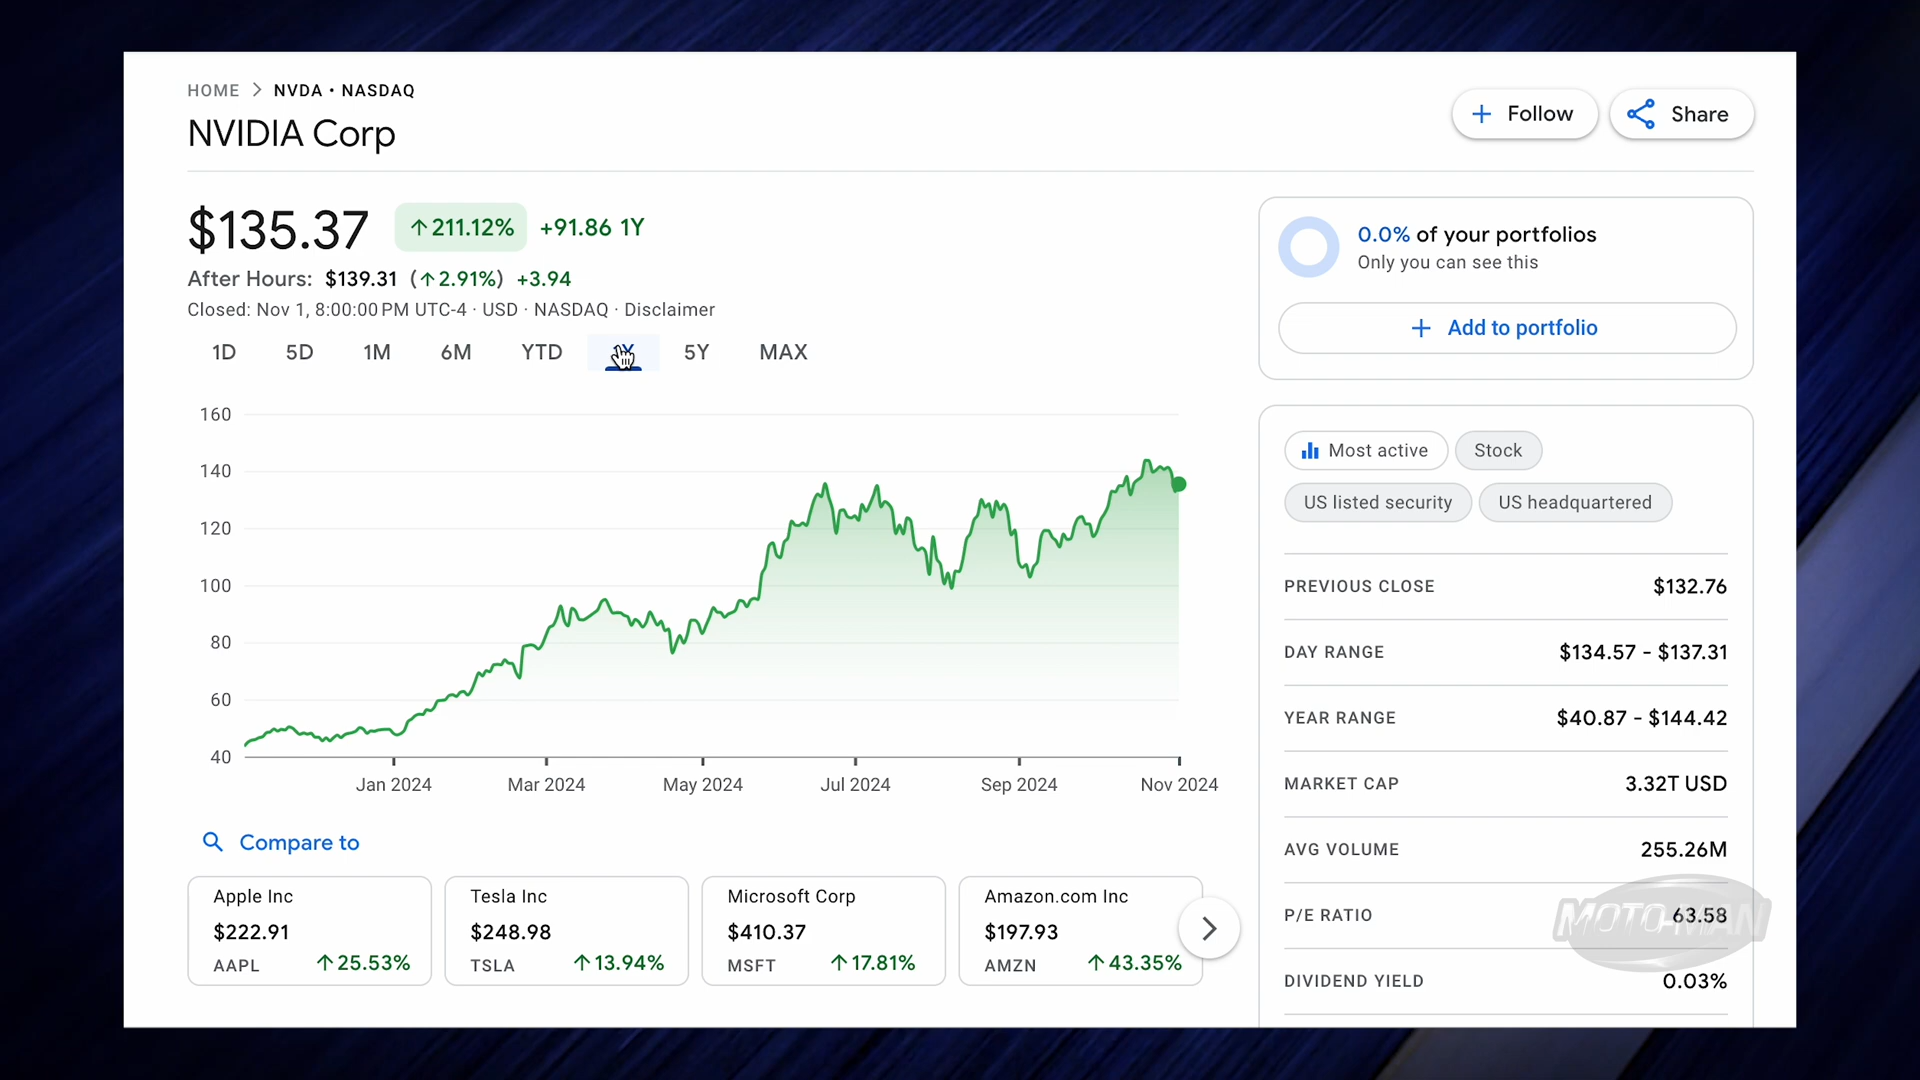 HOME > NVDA • NASDAQ
NVIDIA Corp
Follow
Share
$135.37 ↑211.12% +91.86 1Y
After Hours: $139.31 (↑2.91%) +3.94
Closed: Nov 1, 8:00:00 PM UTC-4 · USD · NASDAQ · Disclaimer
1D 5D 1M 6M YTD 5Y MAX
160
140
120
100
80
60
40
Jan 2024 Mar 2024 May 2024 Jul 2024 Sep 2024 Nov 2024
Compare to
Apple Inc
$222.91
AAPL ↑25.53%
Tesla Inc
$248.98
TSLA ↑13.94%
Microsoft Corp
$410.37
MSFT ↑17.81%
Amazon.com Inc
$197.93
AMZN ↑43.35%
0.0% of your portfolios
Only you can see this
+ Add to portfolio
Most active
Stock
US listed security
US headquartered
PREVIOUS CLOSE $132.76
DAY RANGE $134.57 - $137.31
YEAR RANGE $40.87 - $144.42
MARKET CAP 3.32T USD
AVG VOLUME 255.26M
P/E RATIO 63.58
DIVIDEND YIELD 0.03%
MOTOMAN